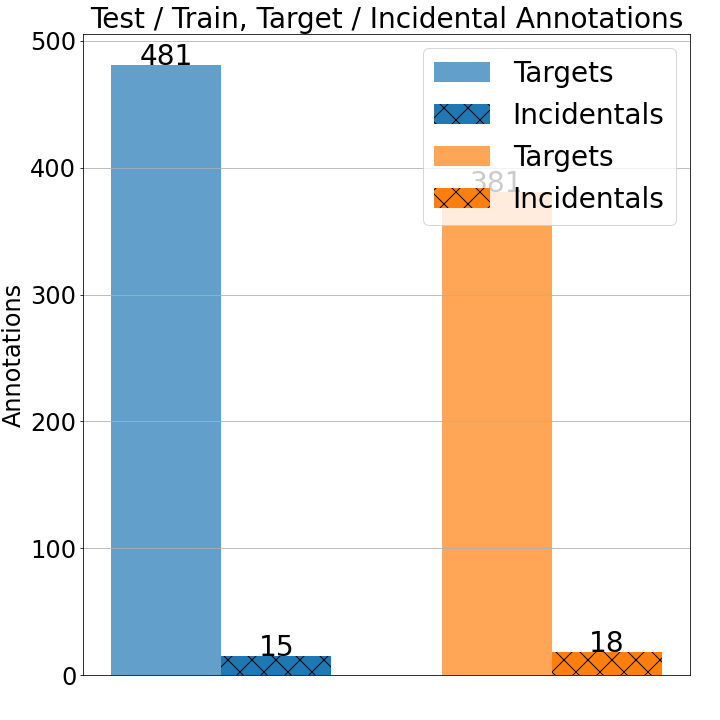 Test / Train, Target / Incidental Annotations
Annotations
500
400
300
200
100
0
481
15
381
18
Targets
Incidentals
Targets
Incidentals